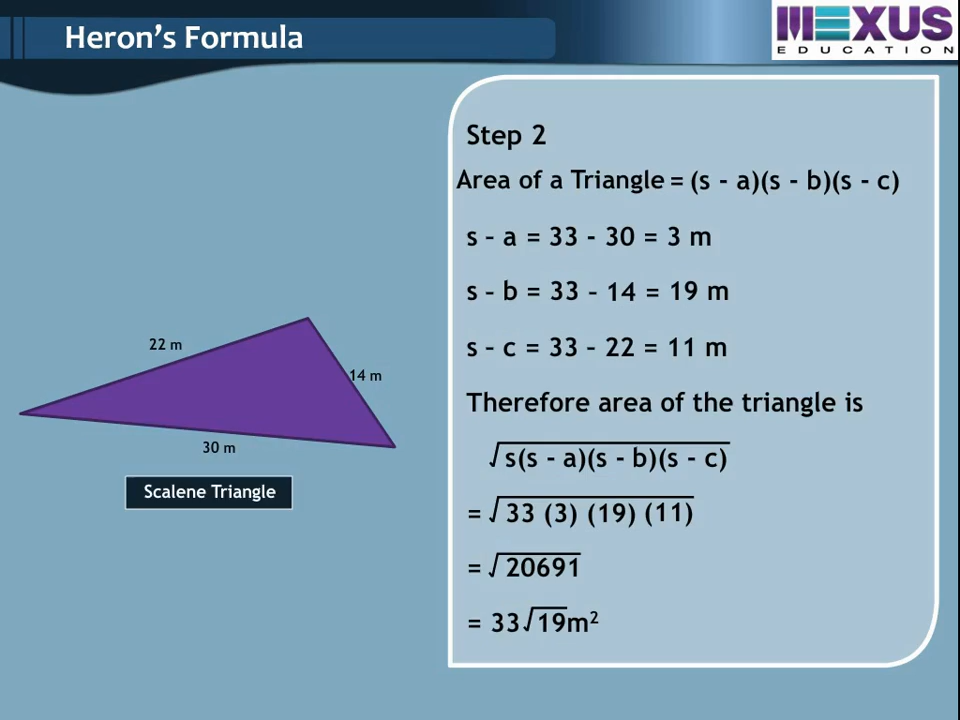 Heron's Formula
MEXUS
EDUCATION
Step 2
Area of a Triangle = (s - a)(s - b)(s - c)
s – a = 33 - 30 = 3 m
s – b = 33 – 14 = 19 m
s – c = 33 – 22 = 11 m
Therefore area of the triangle is
√s(s - a)(s - b)(s - c)
= √33 (3) (19) (11)
= √20691
= 33√19m²
22 m
14 m
30 m
Scalene Triangle